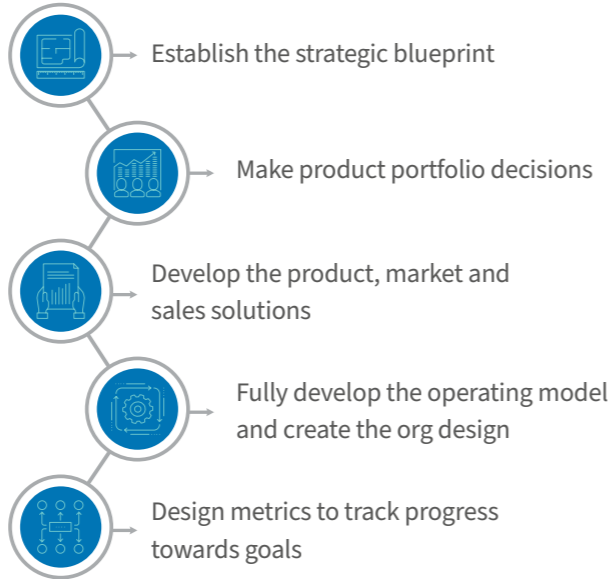 Establish the strategic blueprint
Make product portfolio decisions
Develop the product, market and
sales solutions
Fully develop the operating model
and create the org design
Design metrics to track progress
towards goals